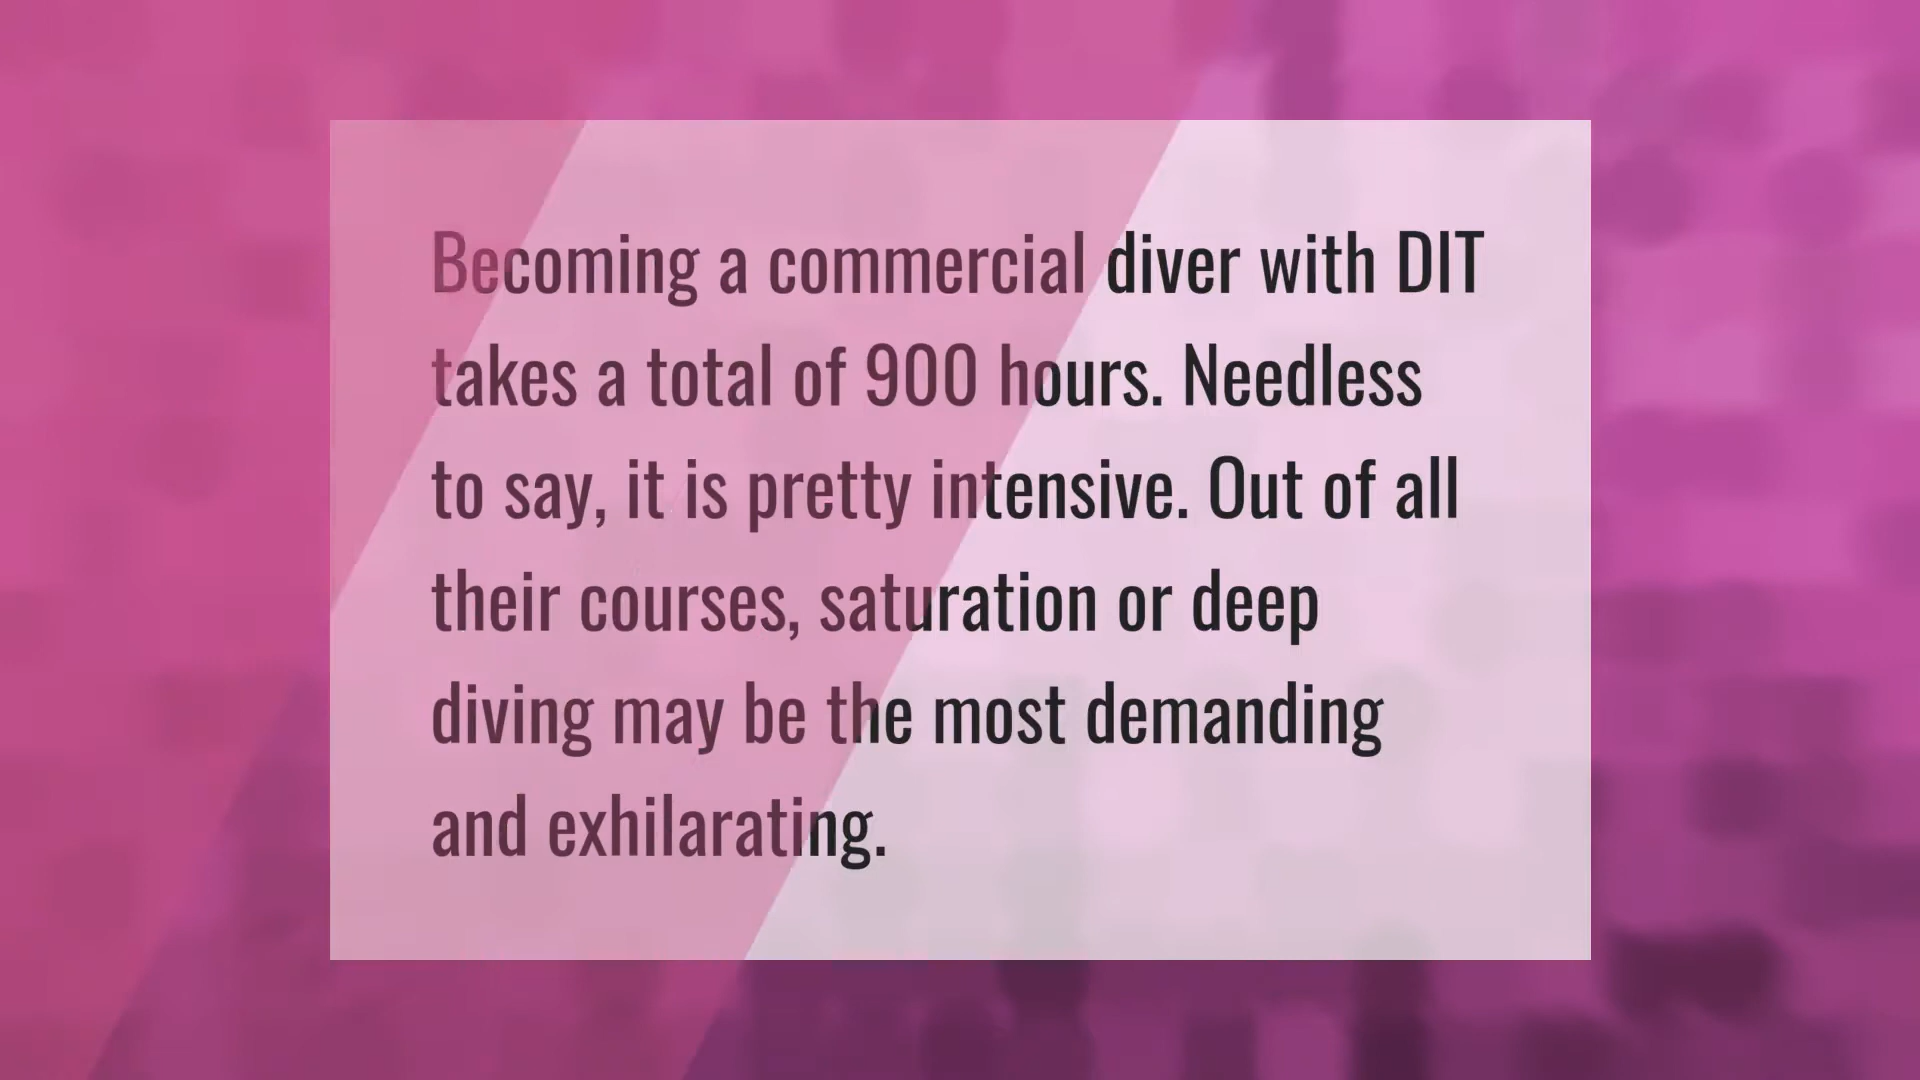 Becoming a commercial diver with DIT
takes a total of 900 hours. Needless
to say, it is pretty intensive. Out of all
their courses, saturation or deep
diving may be the most demanding
and exhilarating.